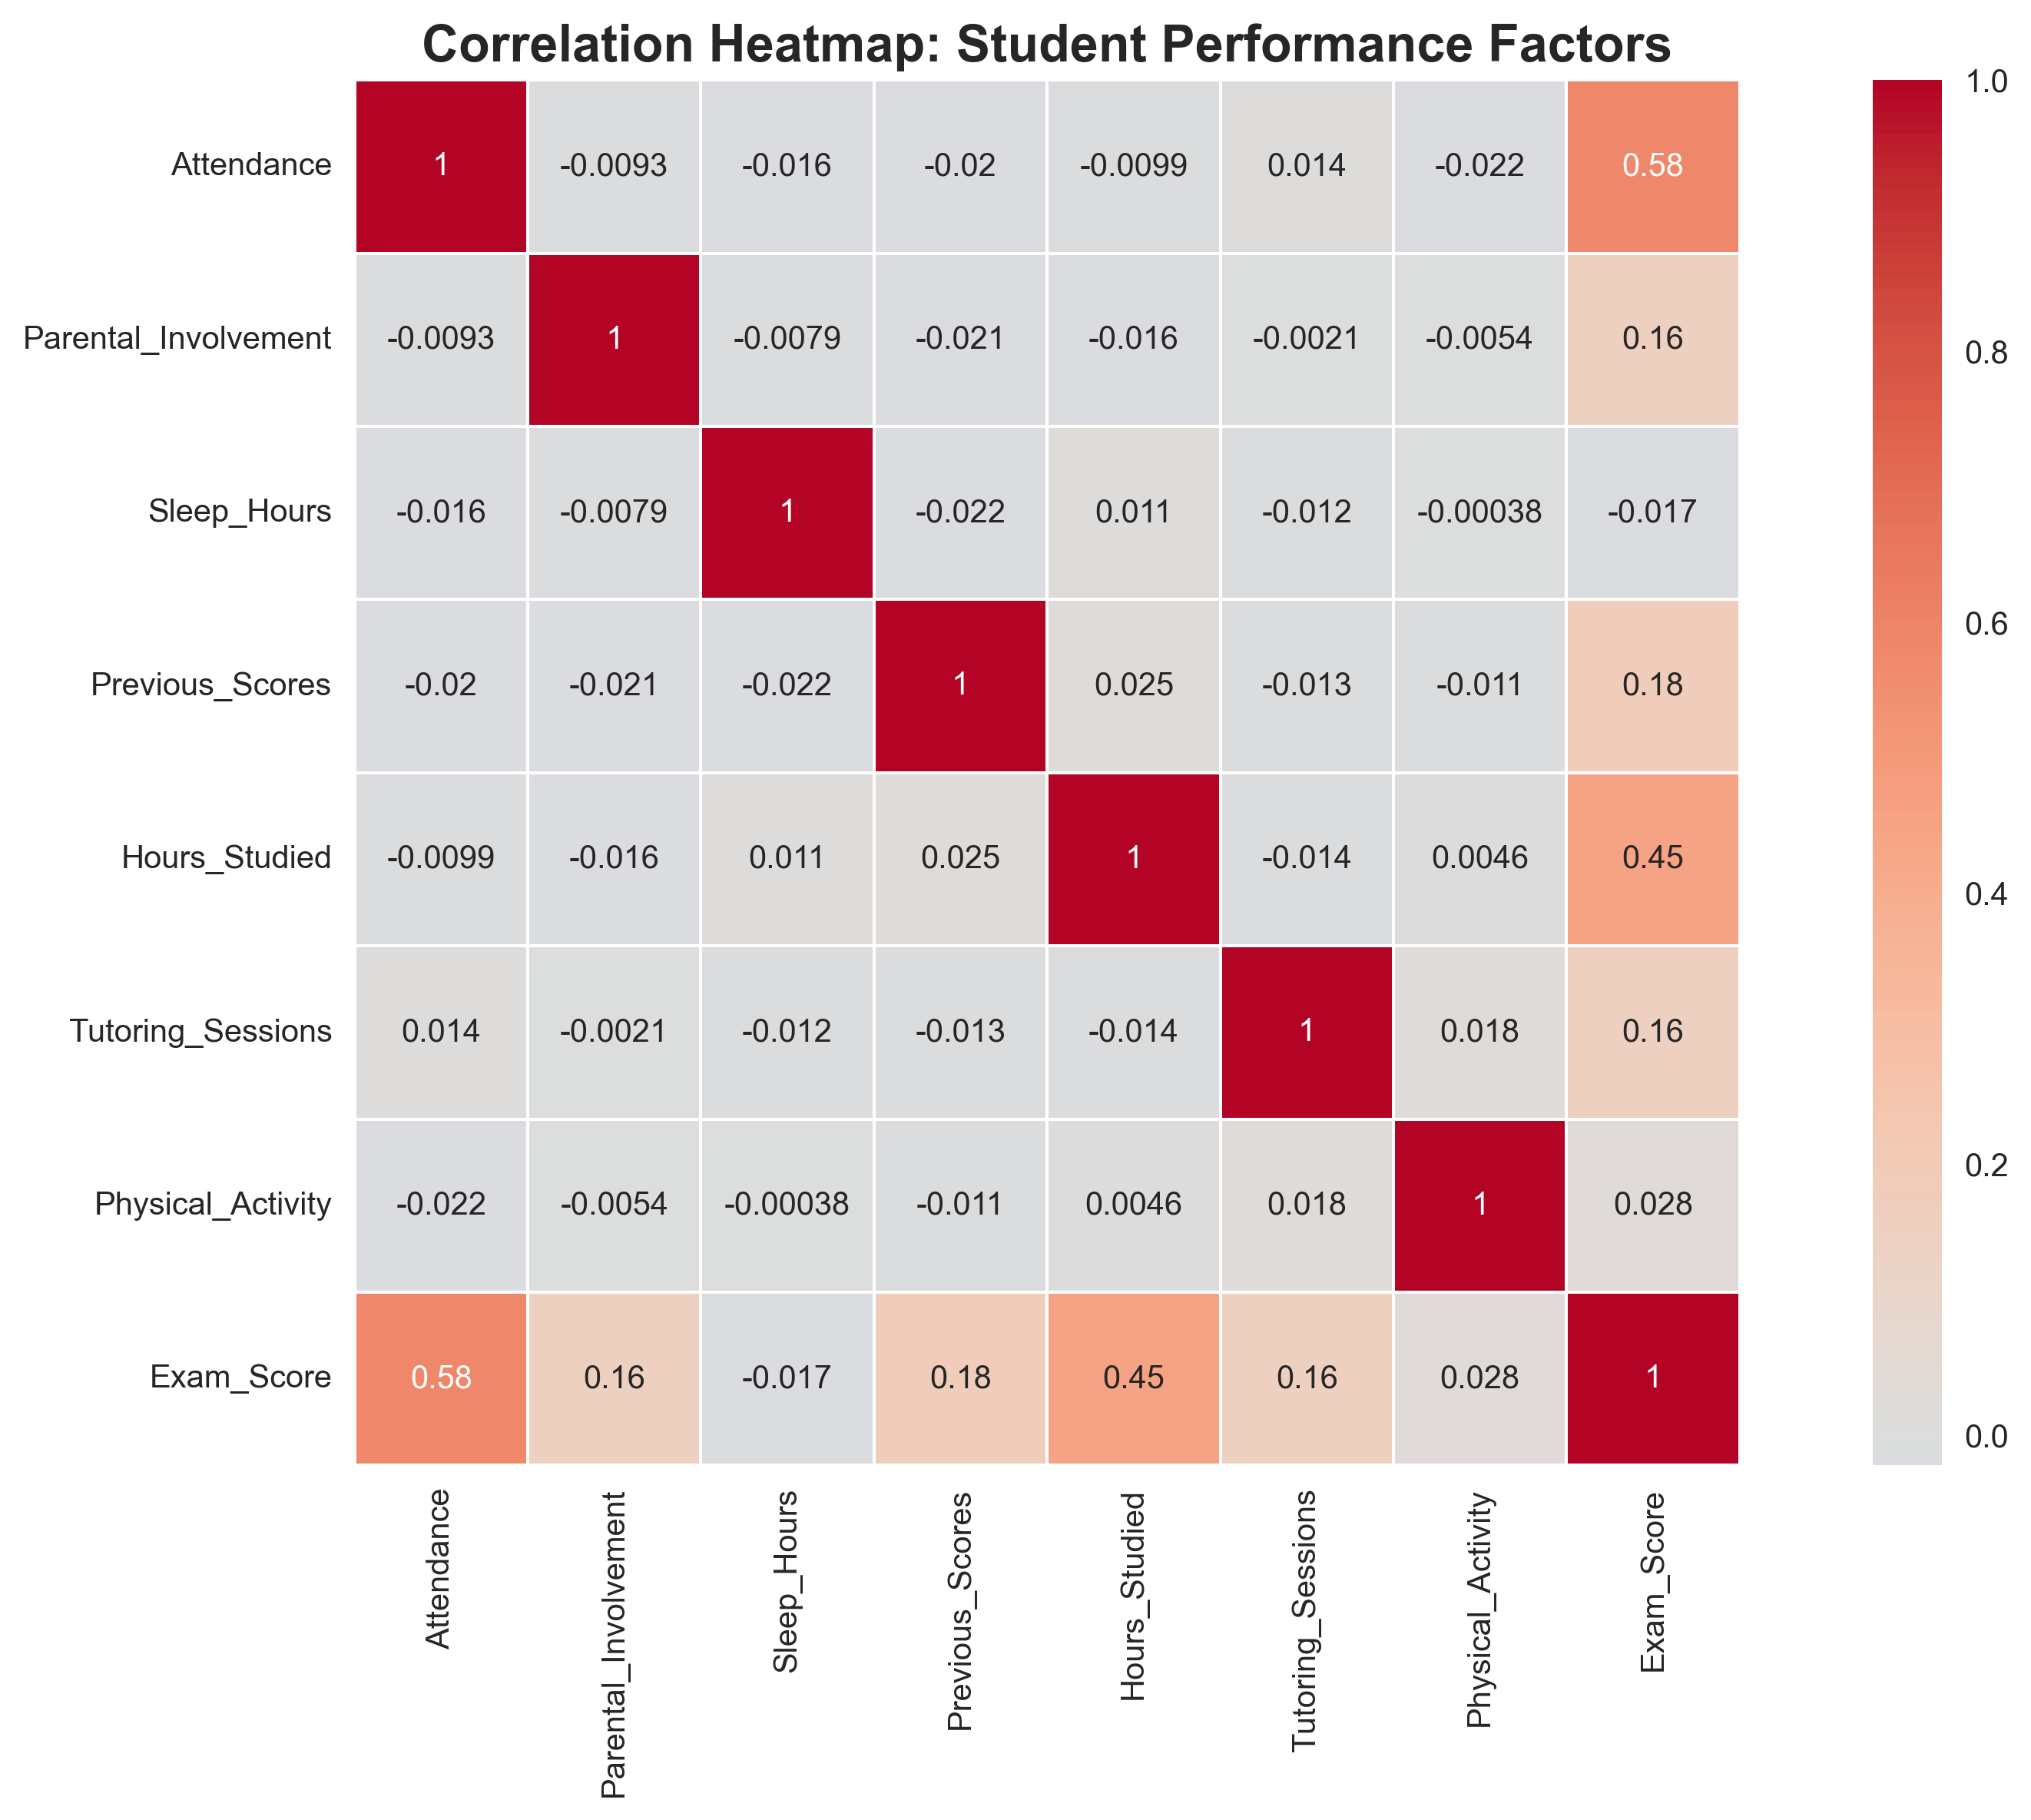 Correlation Heatmap: Student Performance Factors
Attendance 1 -0.0093 -0.016 -0.02 -0.0099 0.014 -0.022 0.58
Parental_Involvement -0.0093 1 -0.0079 -0.021 -0.016 -0.0021 -0.0054 0.16
Sleep_Hours -0.016 -0.0079 1 -0.022 0.011 -0.012 -0.00038 -0.017
Previous_Scores -0.02 -0.021 -0.022 1 0.025 -0.013 -0.011 0.18
Hours_Studied -0.0099 -0.016 0.011 0.025 1 -0.014 0.0046 0.45
Tutoring_Sessions 0.014 -0.0021 -0.012 -0.013 -0.014 1 0.018 0.16
Physical_Activity -0.022 -0.0054 -0.00038 -0.011 0.0046 0.018 1 0.028
Exam_Score 0.58 0.16 -0.017 0.18 0.45 0.16 0.028 1
Attendance
Parental_Involvement
Sleep_Hours
Previous_Scores
Hours_Studied
Tutoring_Sessions
Physical_Activity
Exam_Score
1.0
0.8
0.6
0.4
0.2
0.0